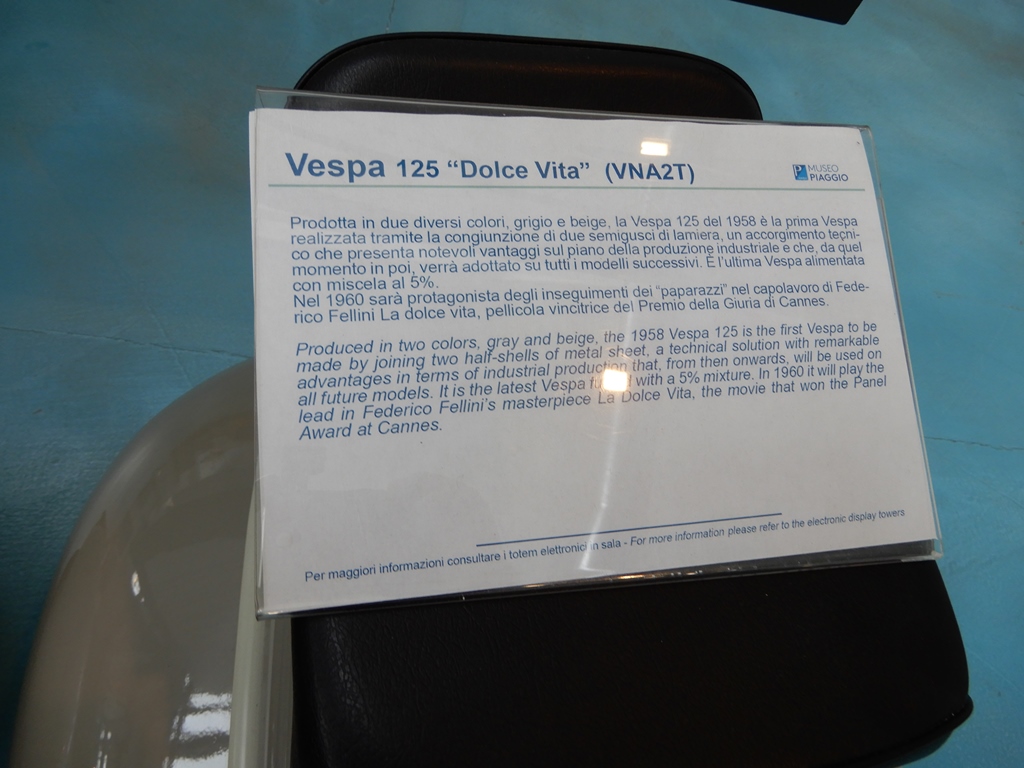 Vespa 125 “Dolce Vita” (VNA2T)
P MUSEO
PIAGGIO
Prodotta in due diversi colori, grigio e beige, la Vespa 125 del 1958 è la prima Vespa
realizzata tramite la congiunzione di due semigusci di lamiera, un accorgimento tecni-
co che presenta notevoli vantaggi sul piano della produzione industriale e che, da quel
momento in poi, verrà adottato su tutti i modelli successivi. È l’ultima Vespa alimentata
con miscela al 5%.
Nel 1960 sarà protagonista degli inseguimenti dei “paparazzi” nel capolavoro di Fede-
rico Fellini La dolce vita, pellicola vincitrice del Premio della Giuria di Cannes.
Produced in two colors, gray and beige, the 1958 Vespa 125 is the first Vespa to be
made by joining two half-shells of metal sheet, a technical solution with remarkable
advantages in terms of industrial production that, from then onwards, will be used on
all future models. It is the latest Vespa with a 5% mixture. In 1960 it will play the
lead in Federico Fellini’s masterpiece La Dolce Vita, the movie that won the Panel
Award at Cannes.
Per maggiori informazioni consultare i totem elettronici in sala - For more information please refer to the electronic display towers